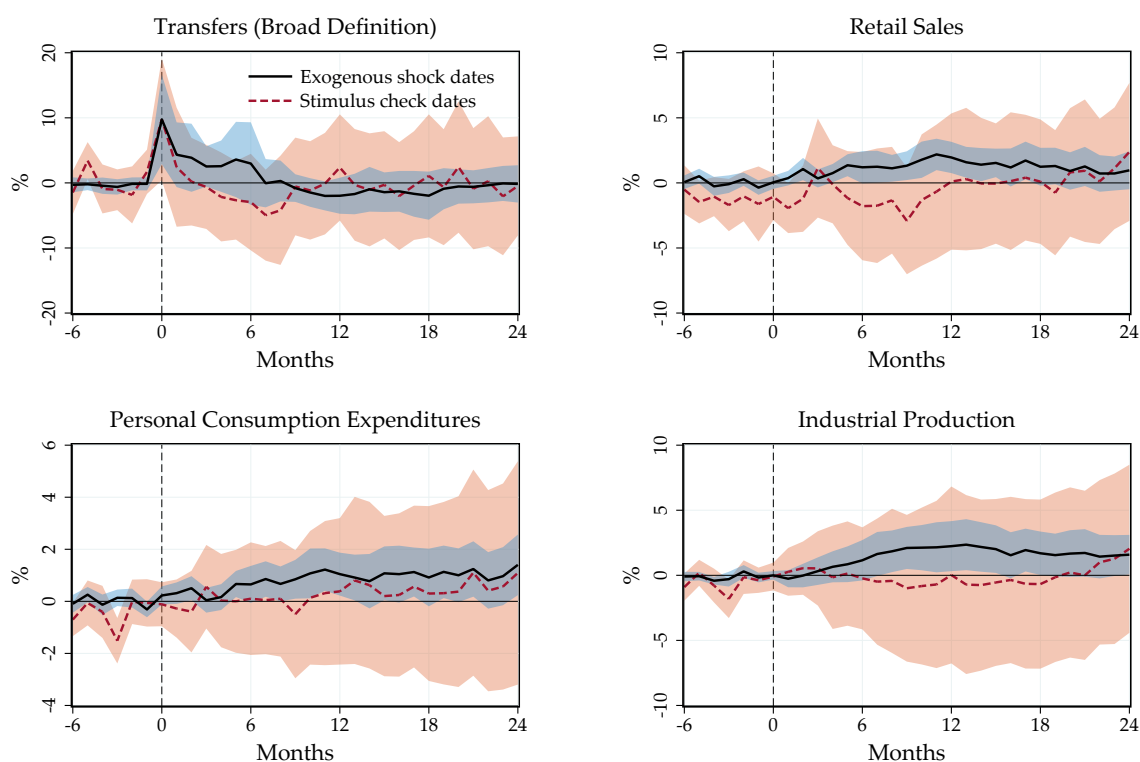 Transfers (Broad Definition)
20
10
0
-10
-20
%
Exogenous shock dates
Stimulus check dates
-6 0 6 12 18 24
Months
Retail Sales
10
5
0
-5
-10
%
-6 0 6 12 18 24
Months
Personal Consumption Expenditures
6
4
2
0
-2
-4
%
-6 0 6 12 18 24
Months
Industrial Production
10
5
0
-5
-10
%
-6 0 6 12 18 24
Months